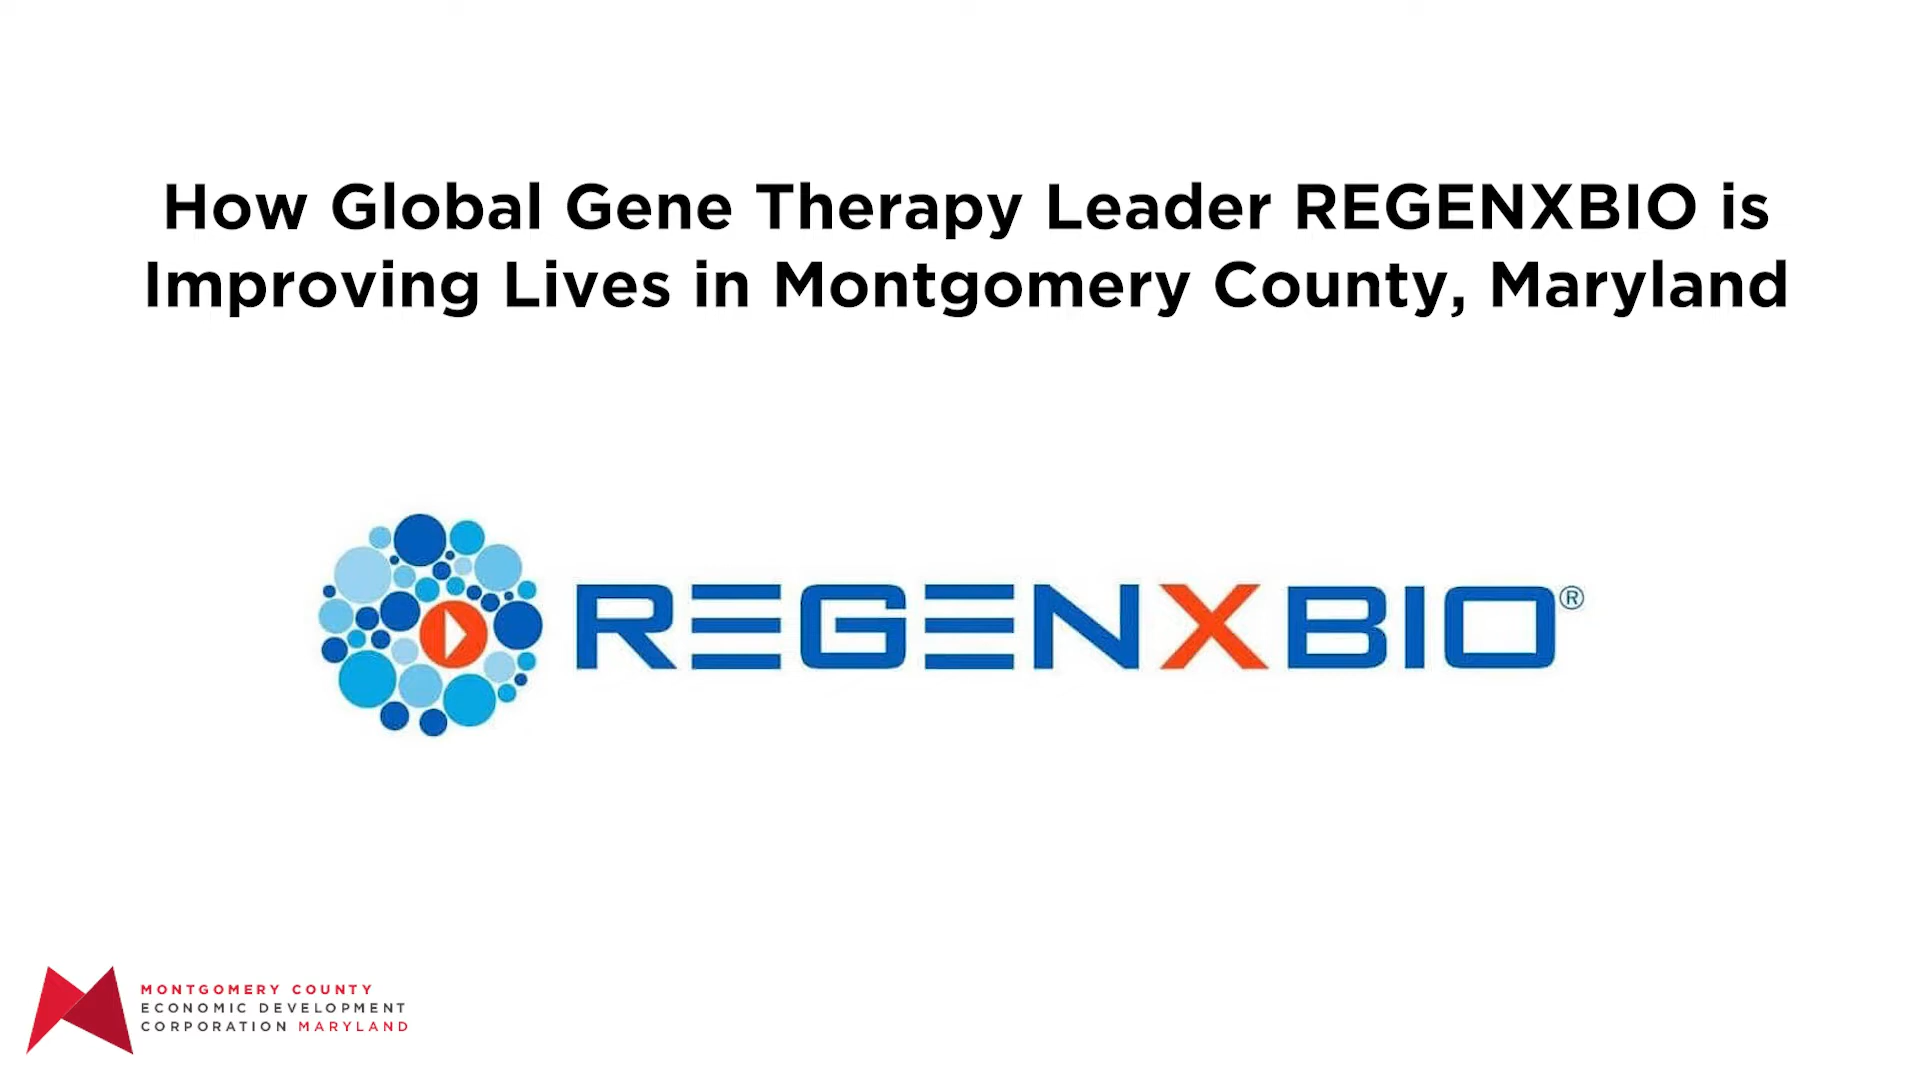 How Global Gene Therapy Leader REGENXBIO is
Improving Lives in Montgomery County, Maryland
REGENXBIO®
MONTGOMERY COUNTY
ECONOMIC DEVELOPMENT
CORPORATION MARYLAND